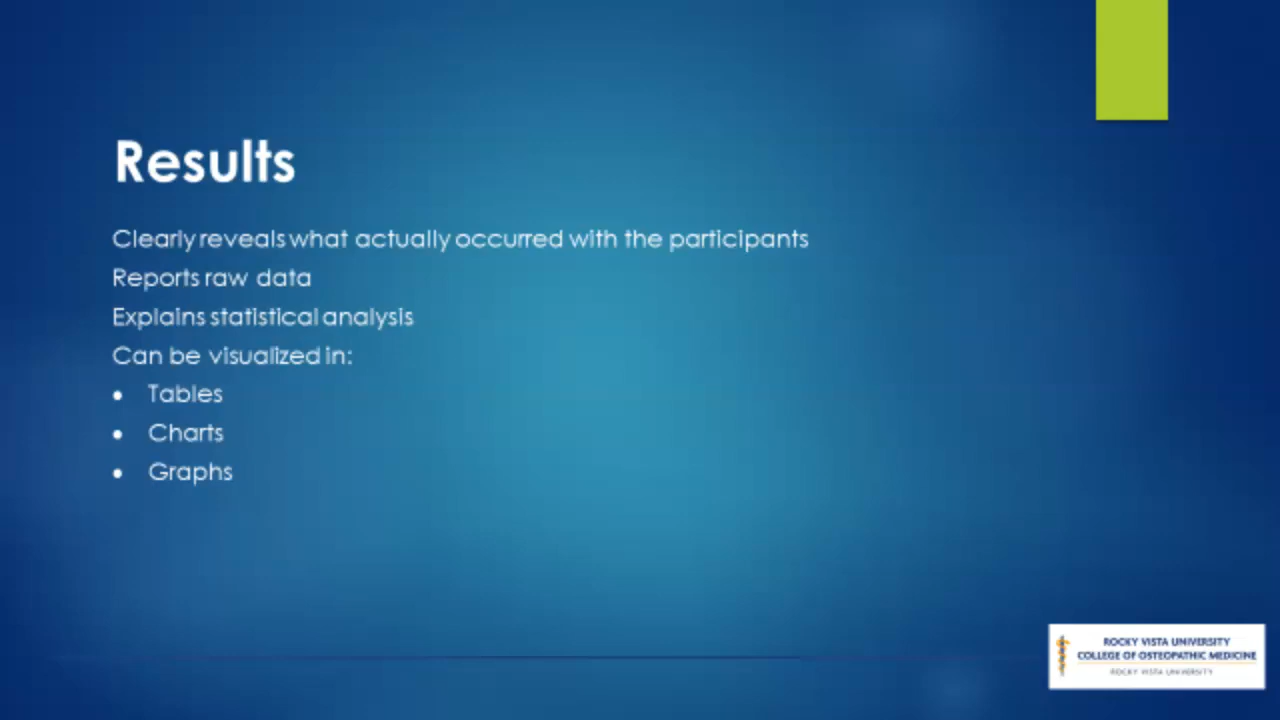 Results
Clearly reveals what actually occurred with the participants
Reports raw data
Explains statistical analysis
Can be visualized in:
• Tables
• Charts
• Graphs
ROCKY VISTA UNIVERSITY
COLLEGE OF OSTEOPATHIC MEDICINE
ROCKY VISTA UNIVERSITY